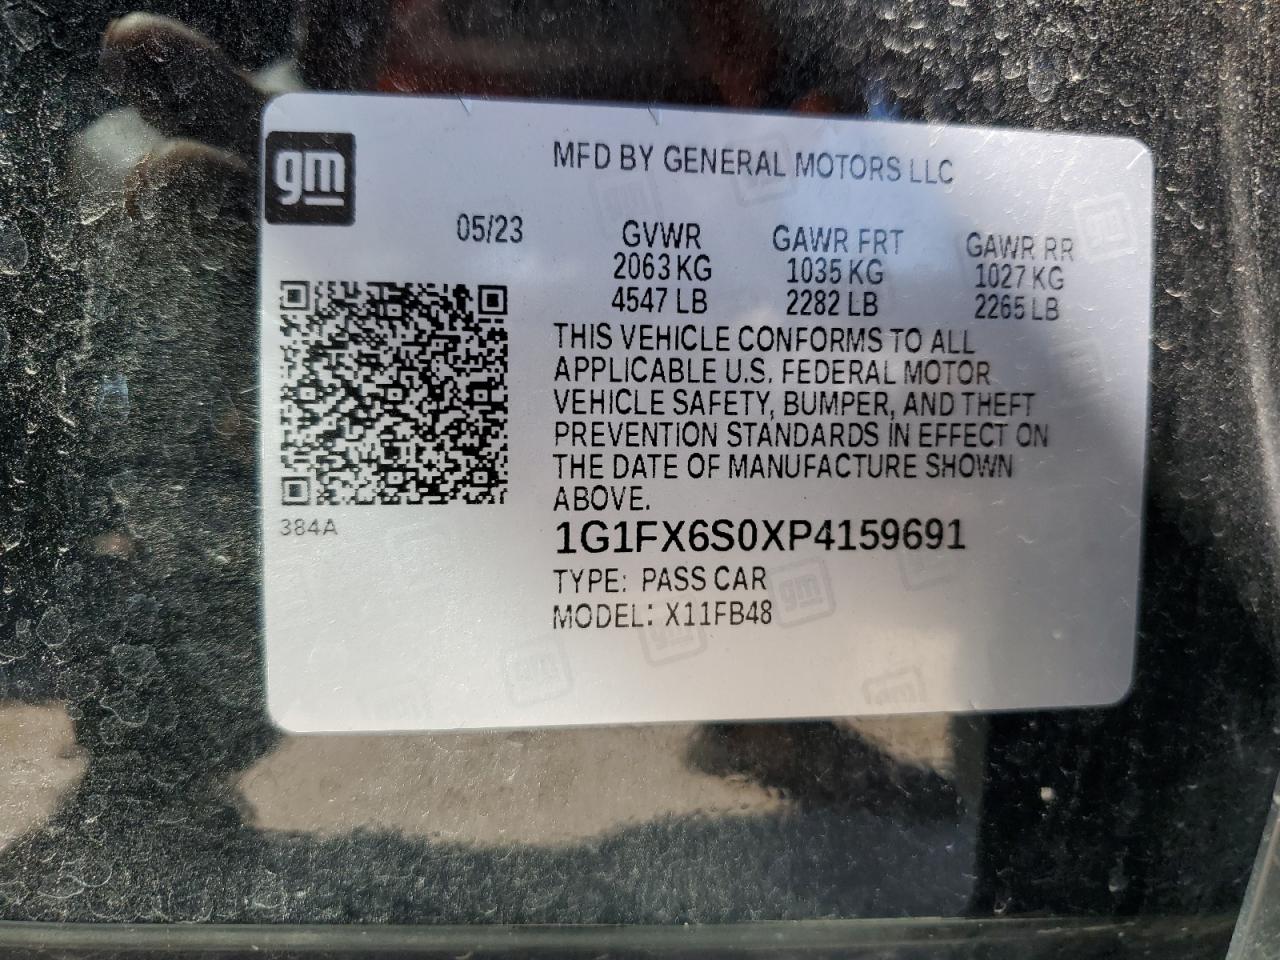 gm
MFD BY GENERAL MOTORS LLC
05/23
GVWR GAWR FRT GAWR RR
2063 KG 1035 KG 1027 KG
4547 LB 2282 LB 2265 LB
THIS VEHICLE CONFORMS TO ALL
APPLICABLE U.S. FEDERAL MOTOR
VEHICLE SAFETY, BUMPER, AND THEFT
PREVENTION STANDARDS IN EFFECT ON
THE DATE OF MANUFACTURE SHOWN
ABOVE.
384A
1G1FX6S0XP4159691
TYPE: PASS CAR
MODEL: X11FB48